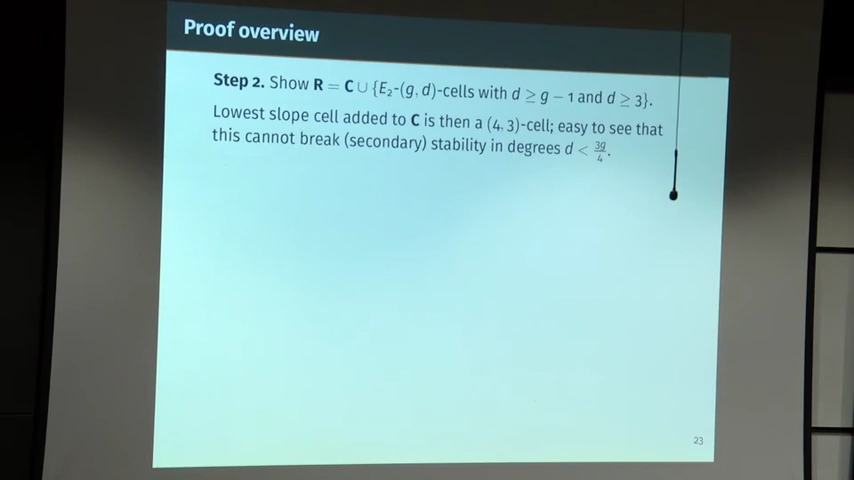 Proof overview
Step 2. Show R = C ∪ {E₂-(g, d)-cells with d ≥ g − 1 and d ≥ 3}.
Lowest slope cell added to C is then a (4, 3)-cell; easy to see that
this cannot break (secondary) stability in degrees d < 3g/4.
23